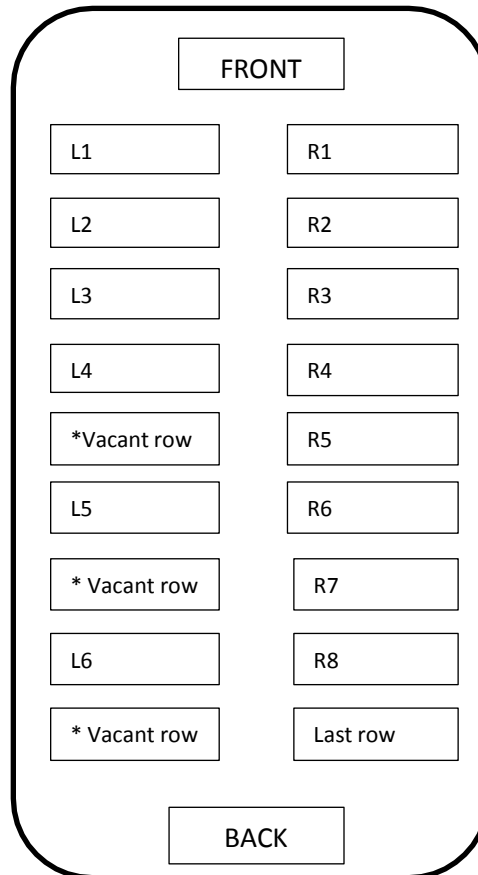 FRONT
L1 R1
L2 R2
L3 R3
L4 R4
*Vacant row R5
L5 R6
* Vacant row R7
L6 R8
* Vacant row Last row
BACK